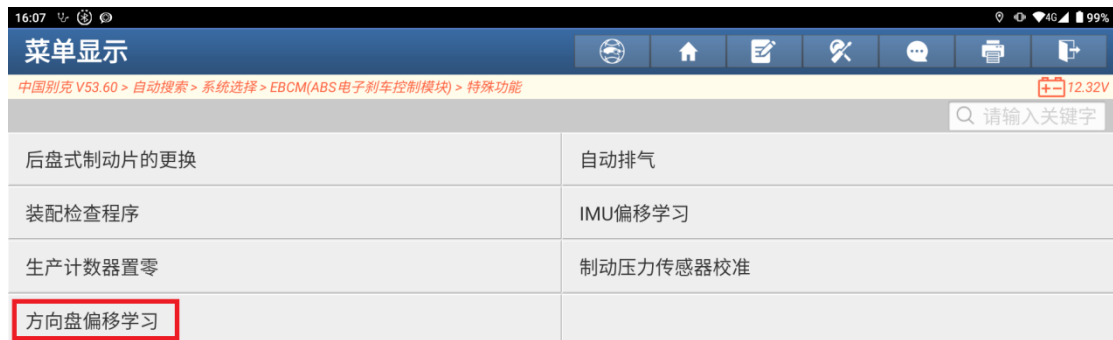 16:07 4G 99%
菜单显示
中国别克 V53.60 > 自动搜索 > 系统选择 > EBCM(ABS电子刹车控制模块) > 特殊功能 12.32V
请输入关键字
后盘式制动片的更换 自动排气
装配检查程序 IMU偏移学习
生产计数器置零 制动压力传感器校准
方向盘偏移学习